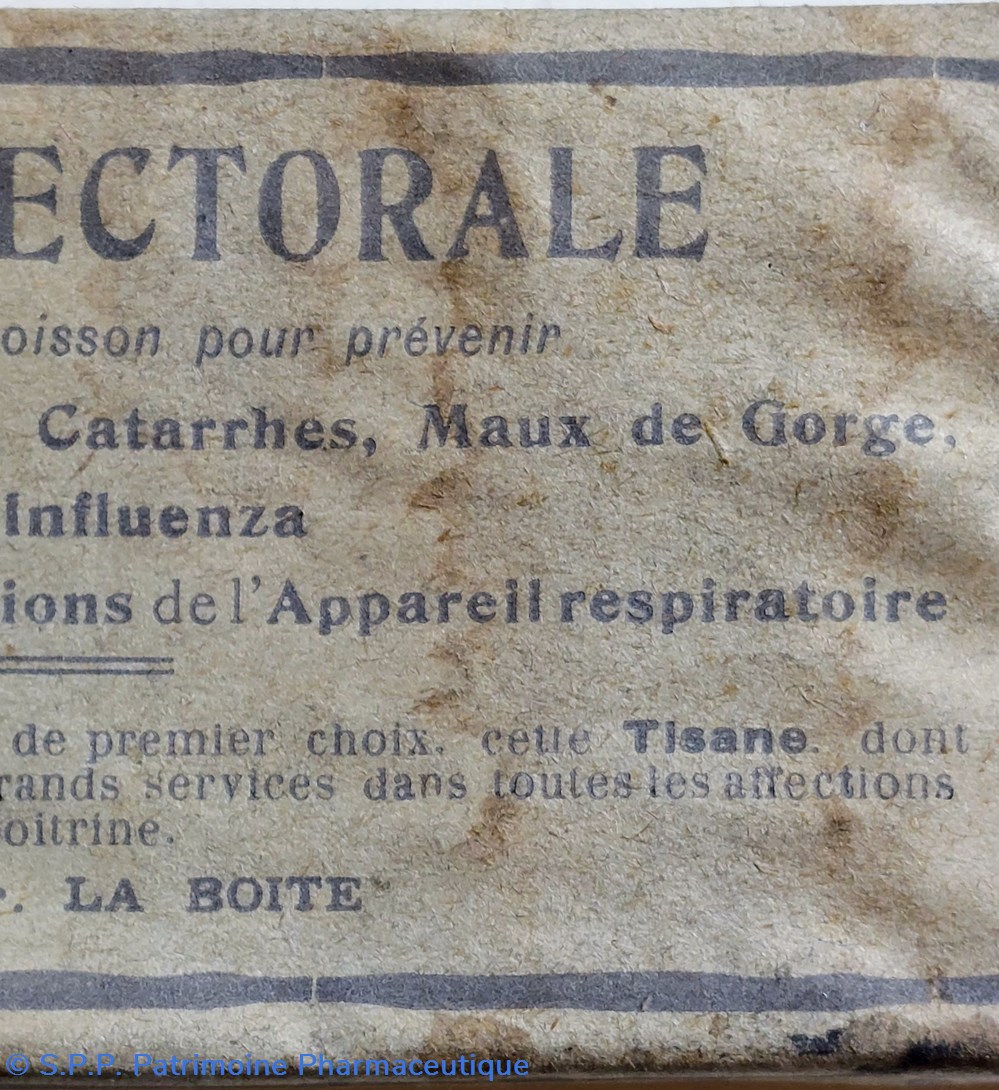 ECTORALE
oisson pour prévenir
Catarrhes, Maux de Gorge,
Influenza
ions de l'Appareil respiratoire
de premier choix, cette Tisane, dont
rands services dans toutes les affections
oitrine.
r. LA BOITE
© S.P.P. Patrimoine Pharmaceutique